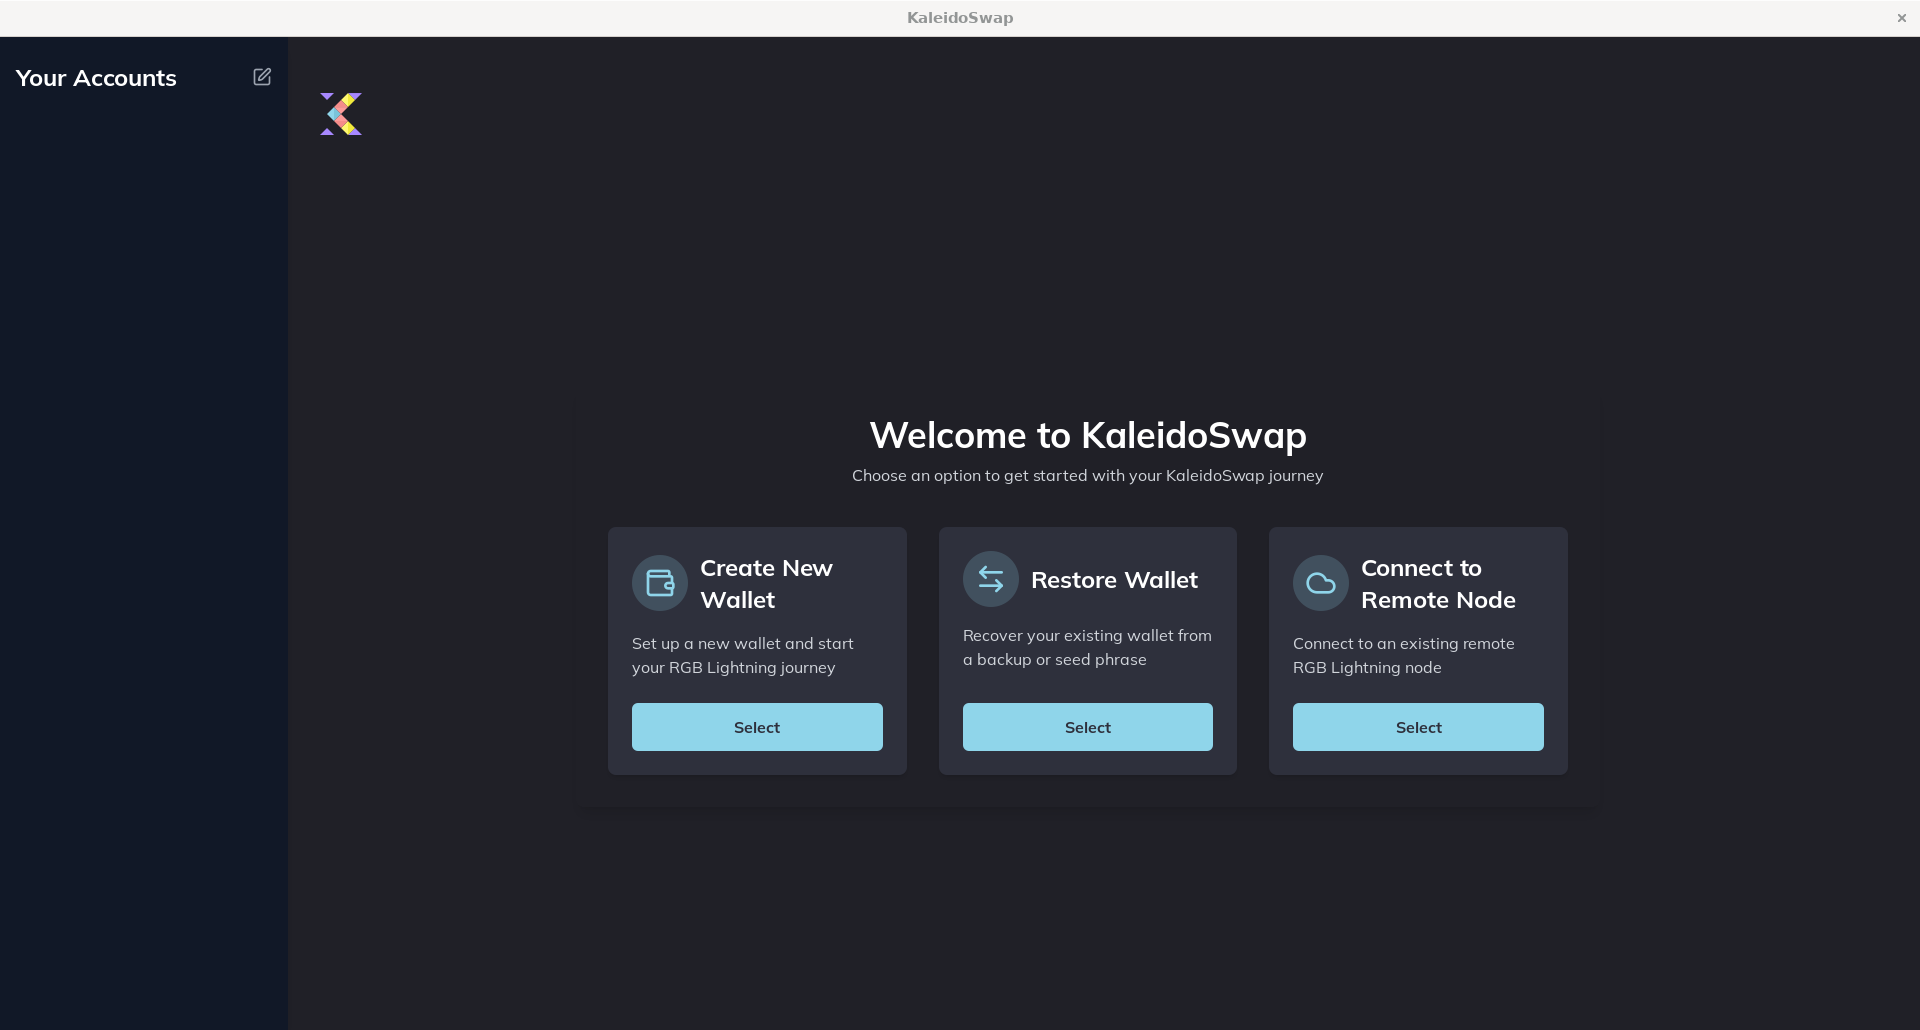 KaleidoSwap
Your Accounts
Welcome to KaleidoSwap
Choose an option to get started with your KaleidoSwap journey
Create New
Wallet
Set up a new wallet and start
your RGB Lightning journey
Select
Restore Wallet
Recover your existing wallet from
a backup or seed phrase
Select
Connect to
Remote Node
Connect to an existing remote
RGB Lightning node
Select